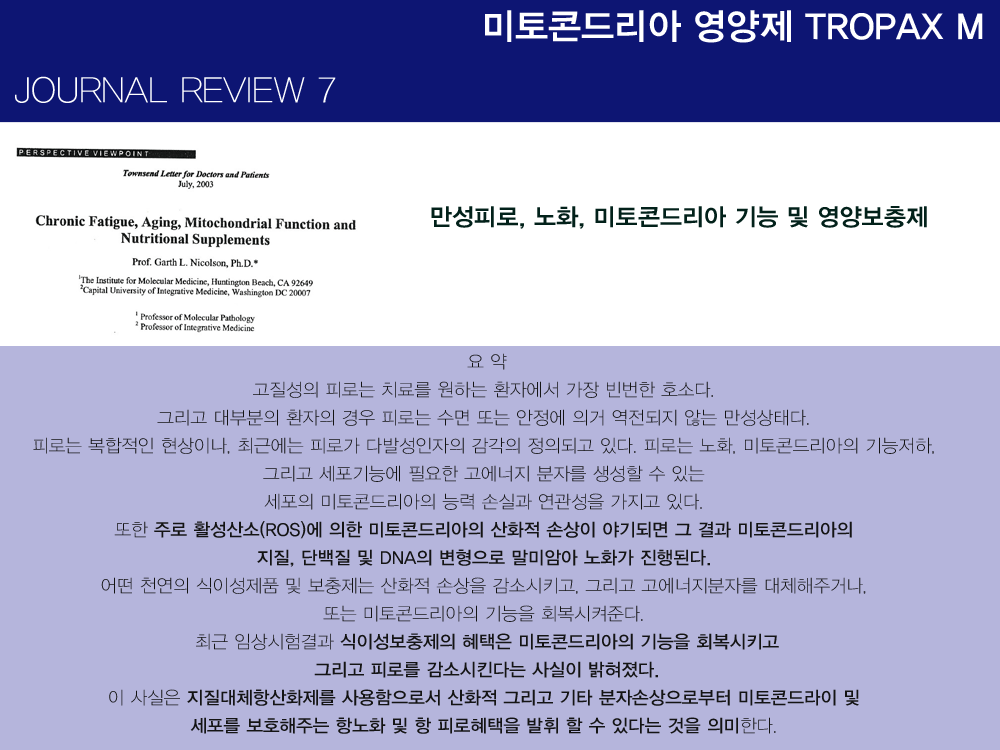 미토콘드리아 영양제 TROPAX M
JOURNAL REVIEW 7
PERSPECTIVE VIEWPOINT
Townsend Letter for Doctors and Patients
July, 2003
Chronic Fatigue, Aging, Mitochondrial Function and
Nutritional Supplements
Prof. Garth L. Nicolson, Ph.D.*
1The Institute for Molecular Medicine, Huntington Beach, CA 92649
2Capital University of Integrative Medicine, Washington DC 20007
1 Professor of Molecular Pathology
2 Professor of Integrative Medicine
만성피로, 노화, 미토콘드리아 기능 및 영양보충제
요 약
고질성의 피로는 치료를 원하는 환자에서 가장 빈번한 호소다.
그리고 대부분의 환자의 경우 피로는 수면 또는 안정에 의거 역전되지 않는 만성상태다.
피로는 복합적인 현상이나, 최근에는 피로가 다발성인자의 감각의 정의되고 있다. 피로는 노화, 미토콘드리아의 기능저하,
그리고 세포기능에 필요한 고에너지 분자를 생성할 수 있는
세포의 미토콘드리아의 능력 손실과 연관성을 가지고 있다.
또한 주로 활성산소(ROS)에 의한 미토콘드리아의 산화적 손상이 야기되면 그 결과 미토콘드리아의
지질, 단백질 및 DNA의 변형으로 말미암아 노화가 진행된다.
어떤 천연의 식이성제품 및 보충제는 산화적 손상을 감소시키고, 그리고 고에너지분자를 대체해주거나,
또는 미토콘드리아의 기능을 회복시켜준다.
최근 임상시험결과 식이성보충제의 혜택은 미토콘드리아의 기능을 회복시키고
그리고 피로를 감소시킨다는 사실이 밝혀졌다.
이 사실은 지질대체항산화제를 사용함으로서 산화적 그리고 기타 분자손상으로부터 미토콘드라이 및
세포를 보호해주는 항노화 및 항 피로혜택을 발휘 할 수 있다는 것을 의미한다.